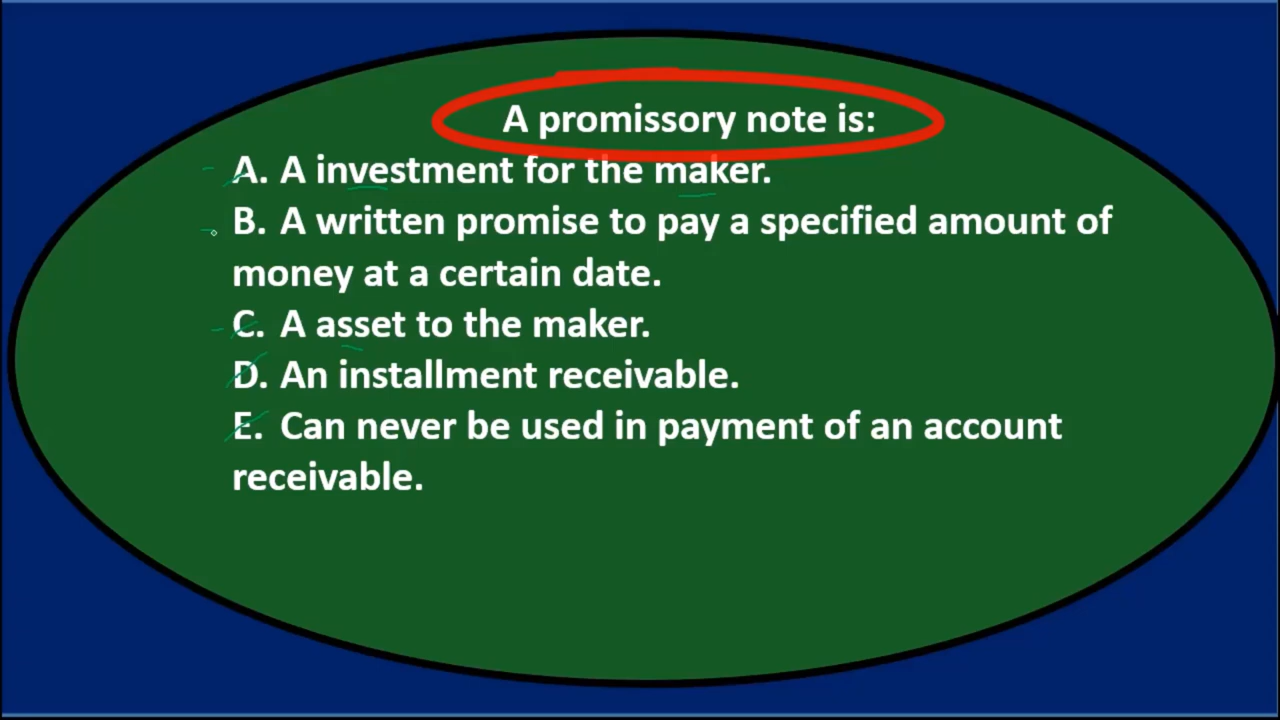 A promissory note is:
A. A investment for the maker.
B. A written promise to pay a specified amount of
money at a certain date.
C. A asset to the maker.
D. An installment receivable.
E. Can never be used in payment of an account
receivable.